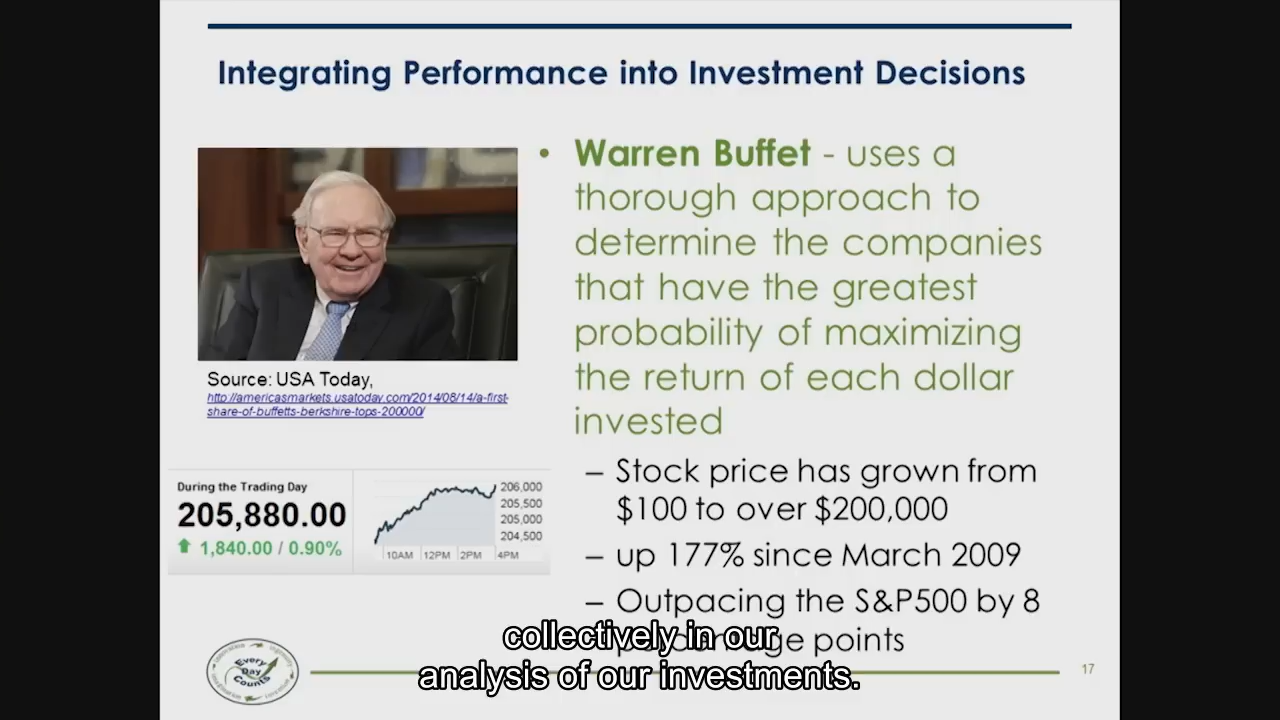 Integrating Performance into Investment Decisions
• Warren Buffet - uses a
thorough approach to
determine the companies
that have the greatest
probability of maximizing
the return of each dollar
invested
– Stock price has grown from
$100 to over $200,000
– up 177% since March 2009
– Outpacing the S&P500 by 8
points
Source: USA Today,
http://americasmarkets.usatoday.com/2014/08/14/a-first-
share-of-buffetts-berkshire-tops-200000/
During the Trading Day
205,880.00
1,840.00 / 0.90%
206,000
205,500
205,000
204,500
10AM 12PM 2PM 4PM
collectively in our
analysis of our investments.
Every
Day
Counts
17